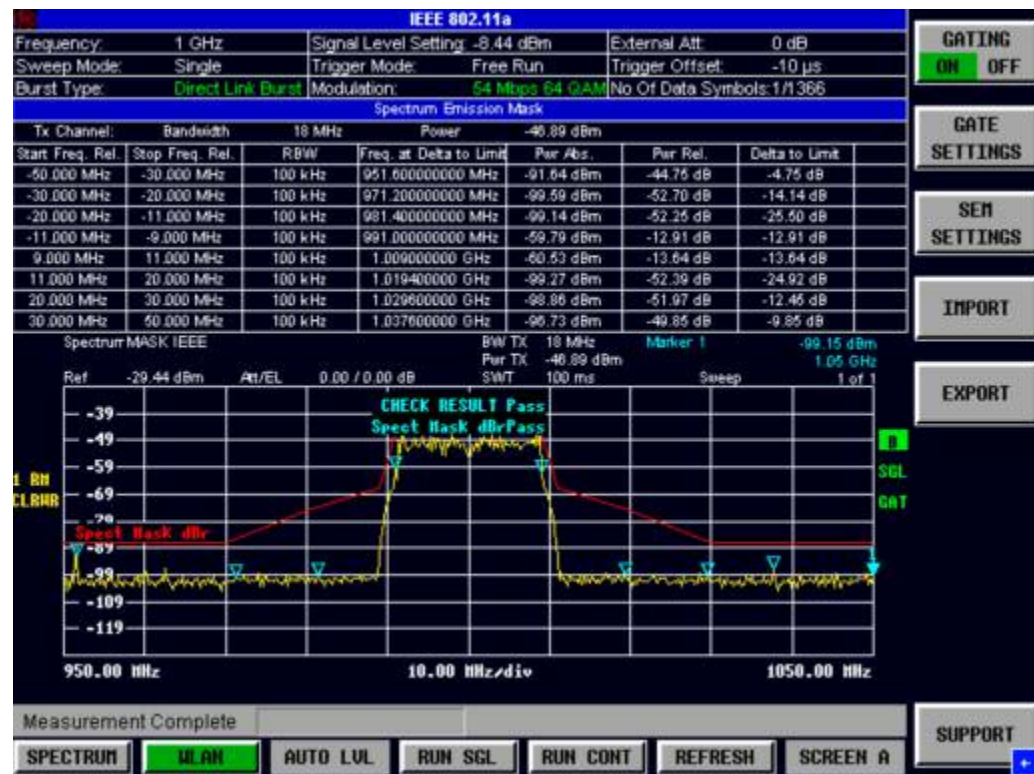 IEEE 802.11a
Frequency: 1 GHz Signal Level Setting: -8.44 dBm External Att: 0 dB
Sweep Mode: Single Trigger Mode: Free Run Trigger Offset: -10 µs
Burst Type: Direct Link Burst Modulation: 54 Mbps 64 QAM No Of Data Symbols: 1/1366
Spectrum Emission Mask
Tx Channel: Bandwidth 18 MHz Power -46.89 dBm
Start Freq. Rel. Stop Freq. Rel. RBW Freq. at Delta to Limit Pwr Abs. Pwr Rel. Delta to Limit
-50.000 MHz -30.000 MHz 100 kHz 951.600000000 MHz -91.64 dBm -44.75 dB -4.75 dB
-30.000 MHz -20.000 MHz 100 kHz 971.200000000 MHz -99.59 dBm -52.70 dB -14.14 dB
-20.000 MHz -11.000 MHz 100 kHz 981.400000000 MHz -99.14 dBm -52.25 dB -25.50 dB
-11.000 MHz -9.000 MHz 100 kHz 991.000000000 MHz -59.79 dBm -12.91 dB -12.91 dB
9.000 MHz 11.000 MHz 100 kHz 1.009000000 GHz -60.53 dBm -13.64 dB -13.64 dB
11.000 MHz 20.000 MHz 100 kHz 1.019400000 GHz -99.27 dBm -52.39 dB -24.92 dB
20.000 MHz 30.000 MHz 100 kHz 1.029600000 GHz -98.86 dBm -51.97 dB -12.46 dB
30.000 MHz 50.000 MHz 100 kHz 1.037600000 GHz -96.73 dBm -49.85 dB -9.85 dB
Spectrum MASK IEEE BW TX 18 MHz Marker 1 -99.15 dBm
Pwr TX -46.89 dBm 1.05 GHz
Ref -29.44 dBm Att/EL 0.00 / 0.00 dB SWT 100 ms Sweep 1 of 1
CHECK RESULT Pass
Spect Mask dBrPass
-39
-49
-59
-69
-79
Spect Mask dBr
-89
-99
-109
-119
1 RM
CLRWR
B
SGL
GAT
1
950.00 MHz 10.00 MHz/div 1050.00 MHz
Measurement Complete
SPECTRUM WLAN AUTO LVL RUN SGL RUN CONT REFRESH SCREEN A
GATING
ON OFF
GATE
SETTINGS
SEM
SETTINGS
IMPORT
EXPORT
SUPPORT